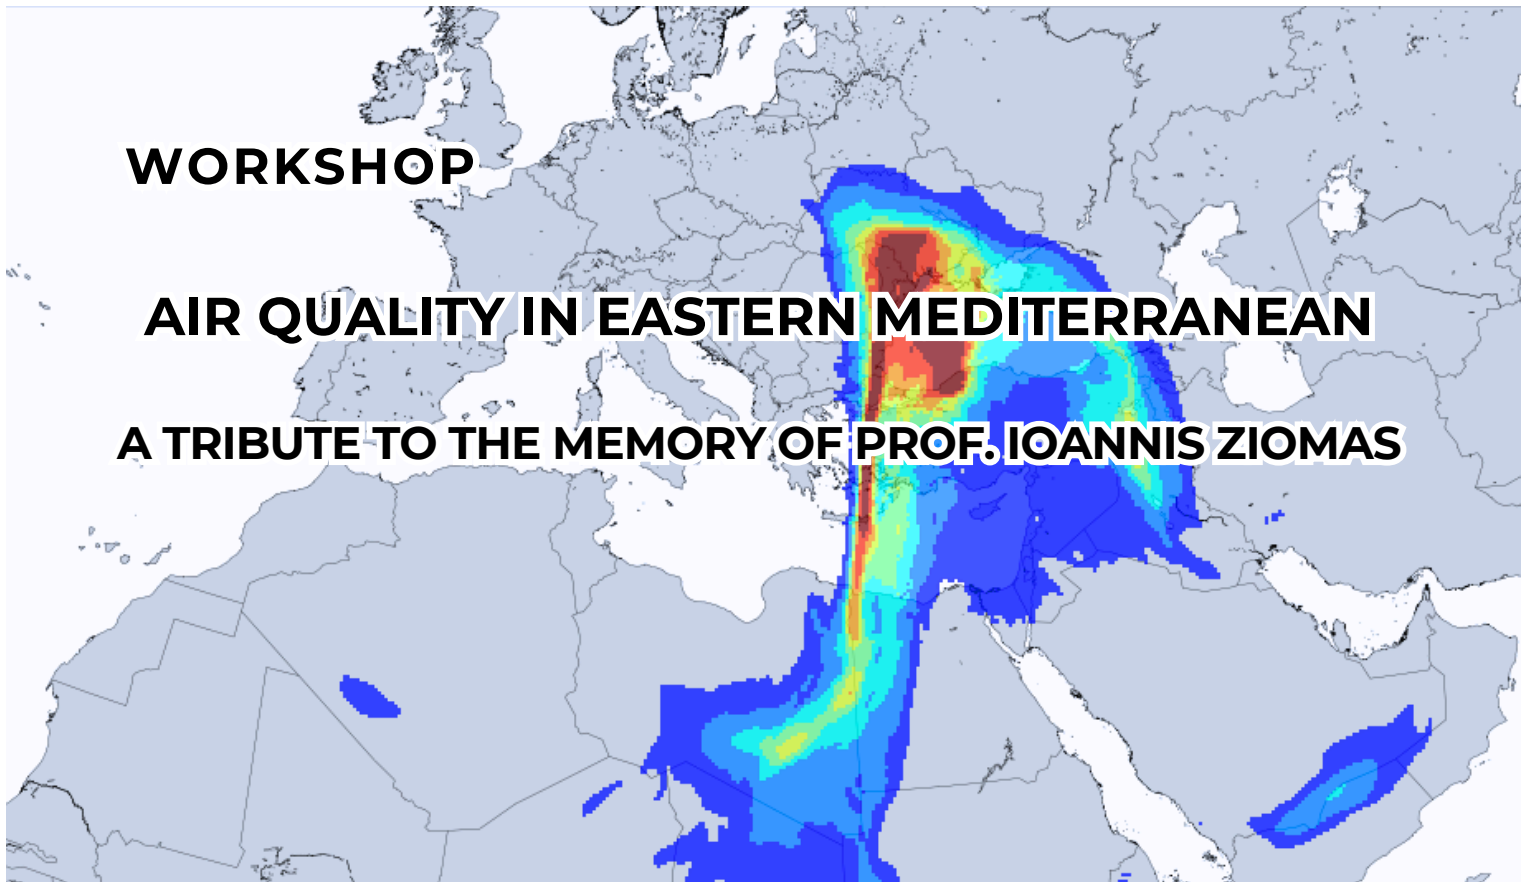 WORKSHOP
AIR QUALITY IN EASTERN MEDITERRANEAN
A TRIBUTE TO THE MEMORY OF PROF. IOANNIS ZIOMAS